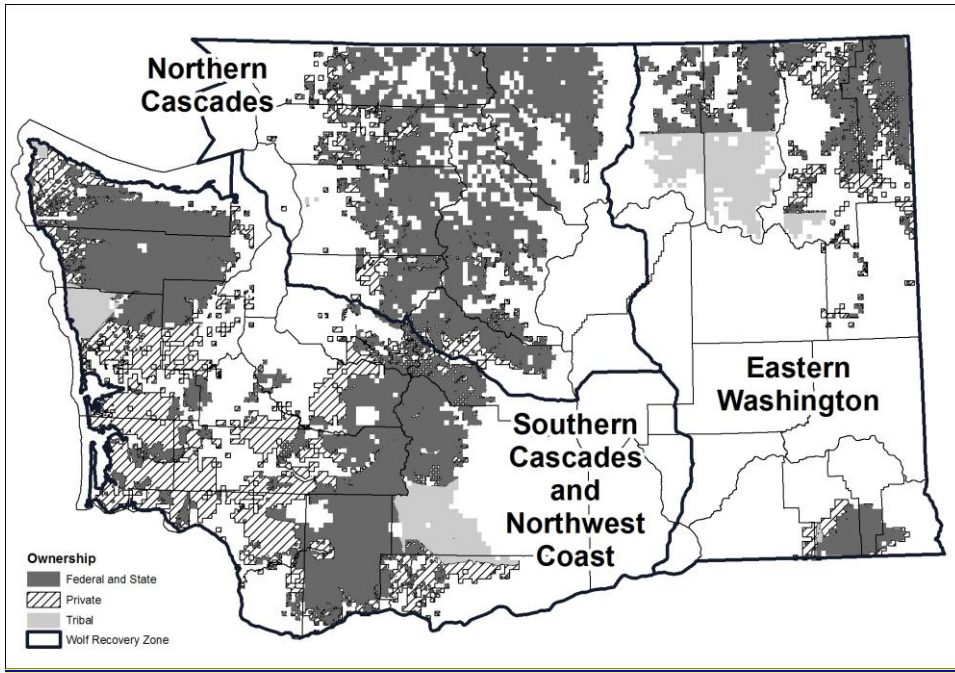 Northern
Cascades
Eastern
Washington
Southern
Cascades
and
Northwest
Coast
Ownership
Federal and State
Private
Tribal
Wolf Recovery Zone